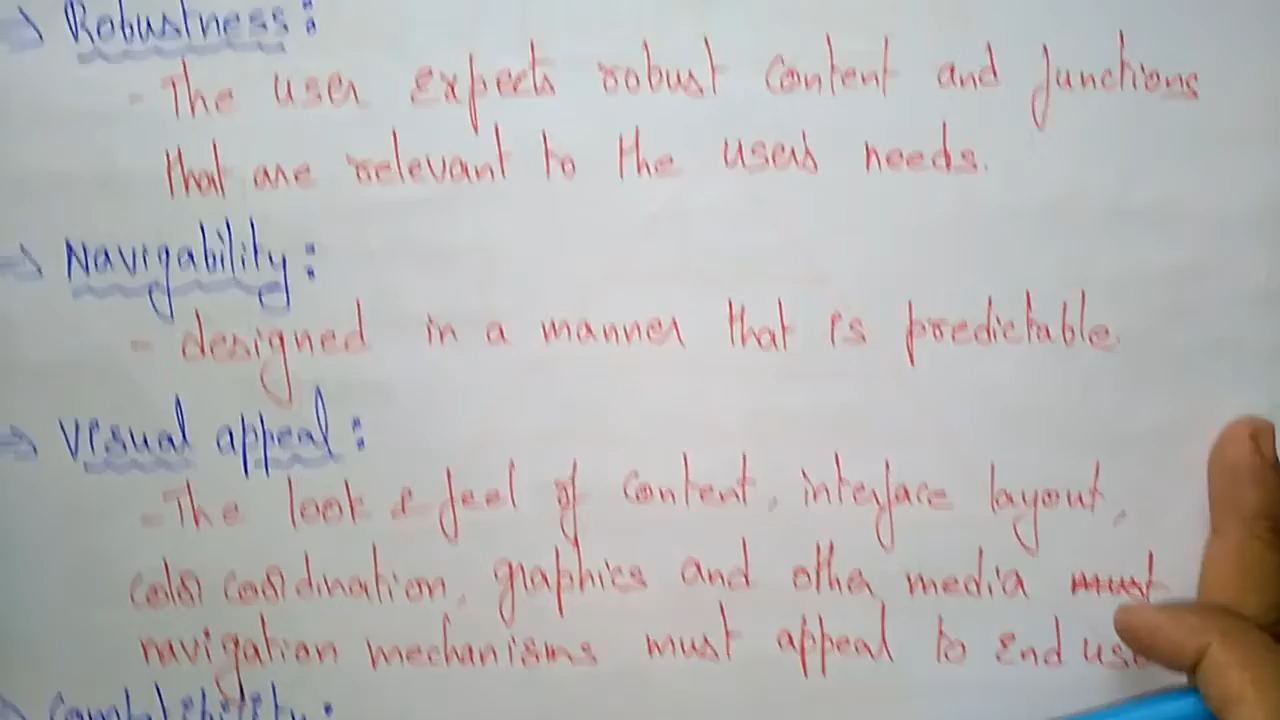 → Robustness:
- The user expects robust content and functions
that are relevant to the users needs.
→ Navigability:
- designed in a manner that is predictable.
→ Visual appeal:
- The look & feel of content, interface layout,
color coordination, graphics and other media must
navigation mechanisms must appeal to end
→ Compatibility: